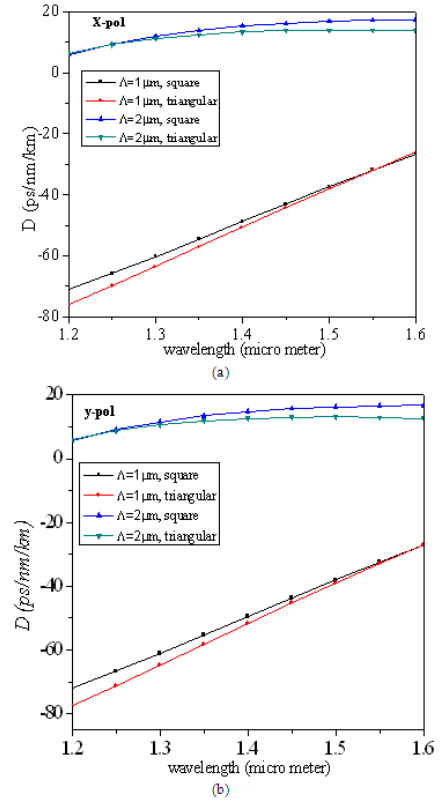 X-pol
20
0
-20
-40
-60
-80
D (ps/nm/km)
Λ=1μm, square
Λ=1μm, triangular
Λ=2μm, square
Λ=2μm, triangular
1.2 1.3 1.4 1.5 1.6
wavelength (micro meter)
(a)
y-pol
20
0
-20
-40
-60
-80
D (ps/nm/km)
Λ=1μm, square
Λ=1μm, triangular
Λ=2μm, square
Λ=2μm, triangular
1.2 1.3 1.4 1.5 1.6
wavelength (micro meter)
(b)